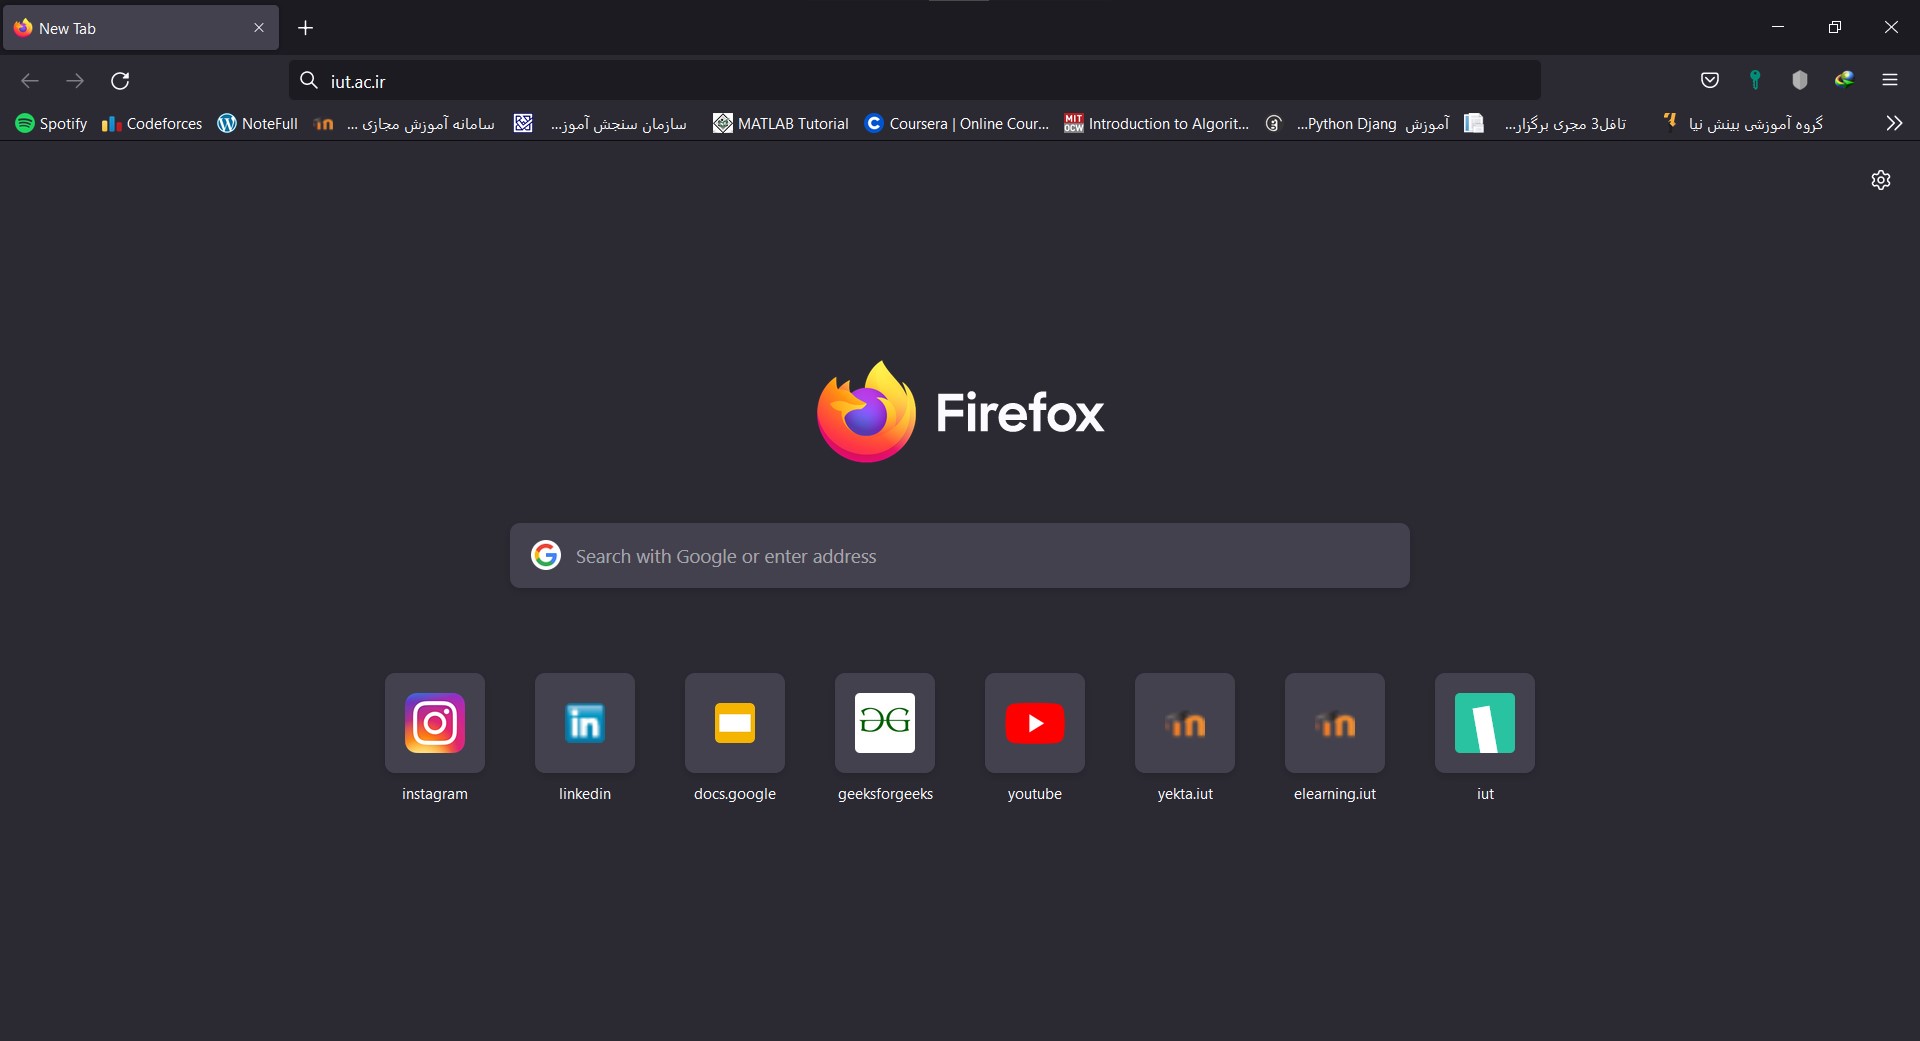 New Tab
iut.ac.ir
Spotify
Codeforces
NoteFull
سامانه آموزش مجازی ...
سازمان سنجش آموز...
MATLAB Tutorial
Coursera | Online Cour...
Introduction to Algorit...
آموزش Python Djang...
تافل3 مجری برگزار...
گروه آموزشی بینش نیا
Firefox
Search with Google or enter address
instagram
linkedin
docs.google
geeksforgeeks
youtube
yekta.iut
elearning.iut
iut